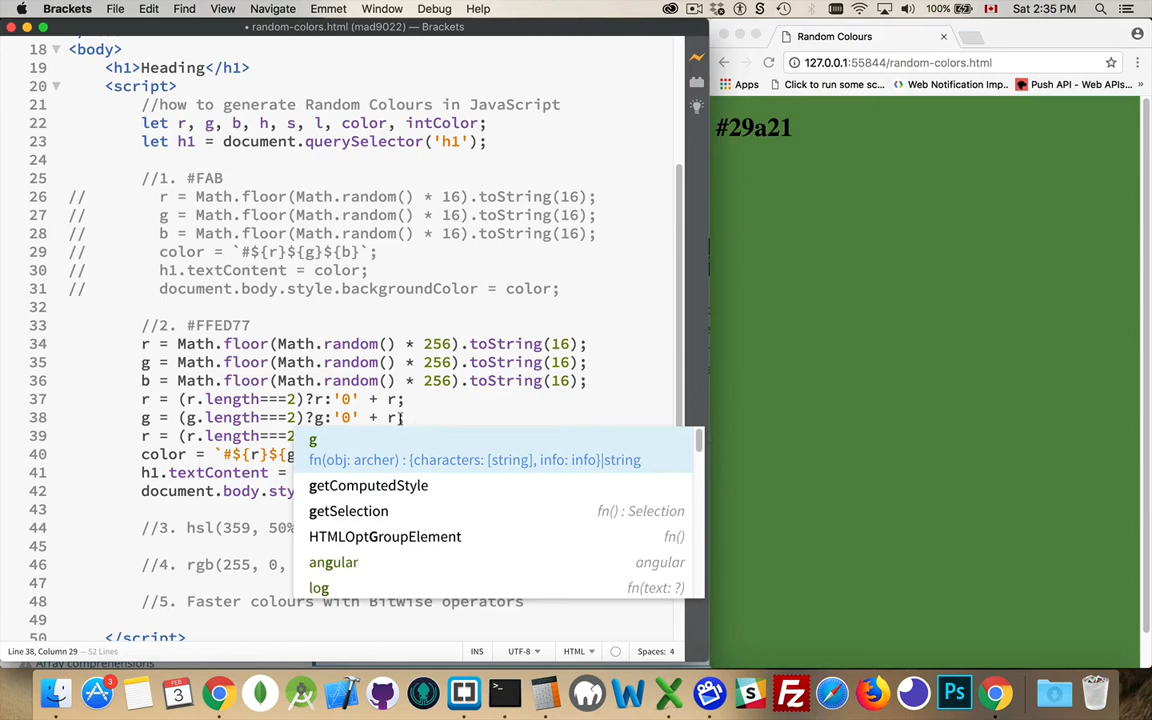 Brackets File Edit Find View Navigate Emmet Window Debug Help 100% Sat 2:35 PM
• random-colors.html (mad9022) — Brackets
Random Colours
127.0.0.1:55844/random-colors.html
Apps Click to run some sc... Web Notification Imp.. Push API - Web APIs... »
#29a21
18 <body>
19 <h1>Heading</h1>
20 <script>
21 //how to generate Random Colours in JavaScript
22 let r, g, b, h, s, l, color, intColor;
23 let h1 = document.querySelector('h1');
24
25 //1. #FAB
26 // r = Math.floor(Math.random() * 16).toString(16);
27 // g = Math.floor(Math.random() * 16).toString(16);
28 // b = Math.floor(Math.random() * 16).toString(16);
29 // color = `#${r}${g}${b}`;
30 // h1.textContent = color;
31 // document.body.style.backgroundColor = color;
32
33 //2. #FFED77
34 r = Math.floor(Math.random() * 256).toString(16);
35 g = Math.floor(Math.random() * 256).toString(16);
36 b = Math.floor(Math.random() * 256).toString(16);
37 r = (r.length===2)?r:'0' + r;
38 g = (g.length===2)?g:'0' + r;
39 r = (r.length===2
40 color = `#${r}${g
41 h1.textContent =
42 document.body.sty
43
44 //3. hsl(359, 50%
45
46 //4. rgb(255, 0,
47
48 //5. Faster colours with BitWise operators
49
50 </script>
g
fn(obj: archer) : {characters: [string], info: info}|string
getComputedStyle
getSelection fn() : Selection
HTMLOptGroupElement fn()
angular angular
log fn(text: ?)
Line 38, Column 29 — 52 Lines INS UTF-8 HTML Spaces: 4
Array comprehensions
3
FEB
3
Ps